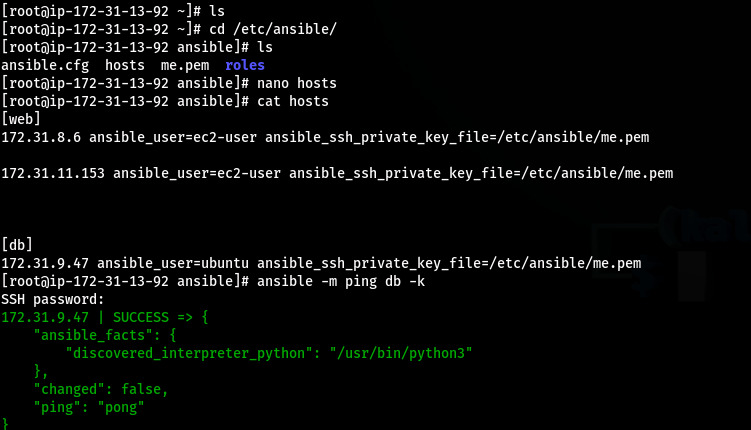 [root@ip-172-31-13-92 ~]# ls
[root@ip-172-31-13-92 ~]# cd /etc/ansible/
[root@ip-172-31-13-92 ansible]# ls
ansible.cfg  hosts  me.pem  roles
[root@ip-172-31-13-92 ansible]# nano hosts
[root@ip-172-31-13-92 ansible]# cat hosts
[web]
172.31.8.6 ansible_user=ec2-user ansible_ssh_private_key_file=/etc/ansible/me.pem
172.31.11.153 ansible_user=ec2-user ansible_ssh_private_key_file=/etc/ansible/me.pem
[db]
172.31.9.47 ansible_user=ubuntu ansible_ssh_private_key_file=/etc/ansible/me.pem
[root@ip-172-31-13-92 ansible]# ansible -m ping db -k
SSH password:
172.31.9.47 | SUCCESS => {
    "ansible_facts": {
        "discovered_interpreter_python": "/usr/bin/python3"
    },
    "changed": false,
    "ping": "pong"
}